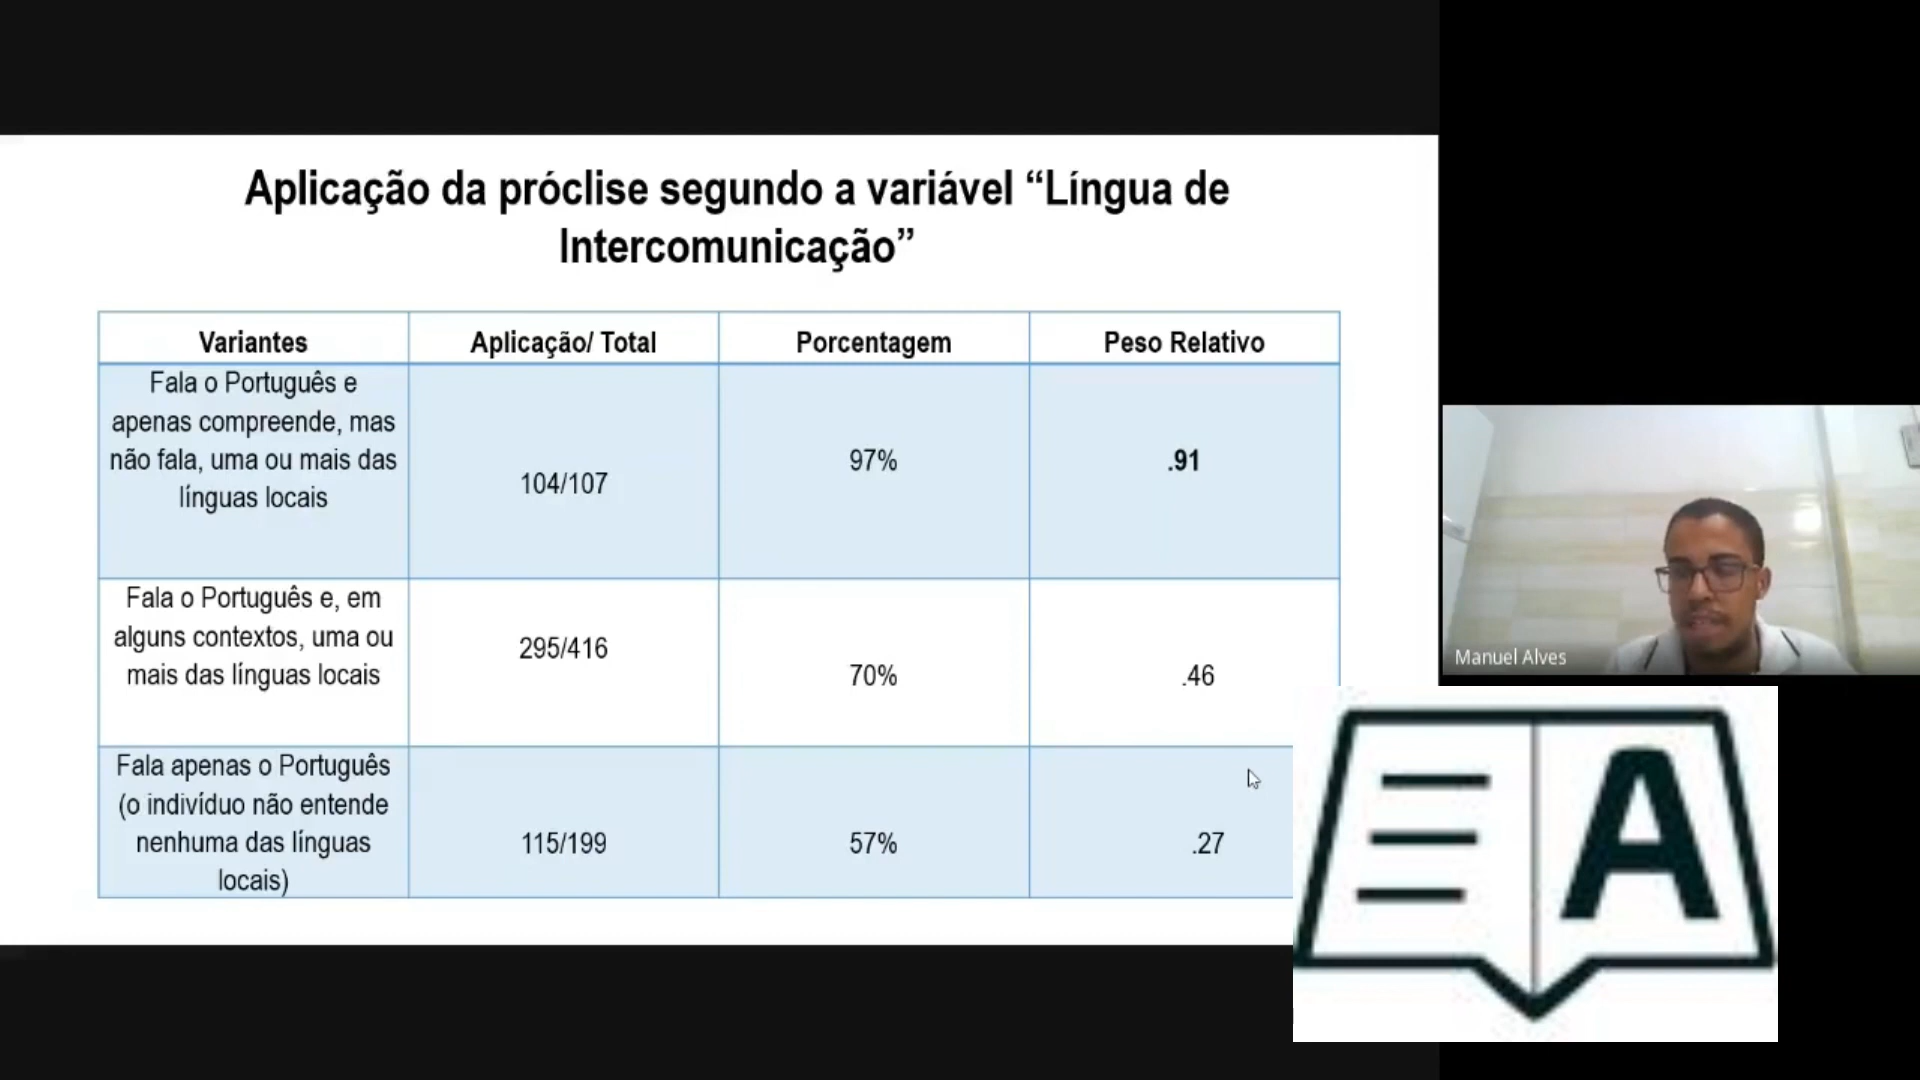 Aplicação da próclise segundo a variável “Língua de
Intercomunicação”
Variantes
Aplicação/ Total
Porcentagem
Peso Relativo
Fala o Português e
apenas compreende, mas
não fala, uma ou mais das
línguas locais
104/107
97%
.91
Fala o Português e, em
alguns contextos, uma ou
mais das línguas locais
295/416
70%
.46
Fala apenas o Português
(o indivíduo não entende
nenhuma das línguas
locais)
115/199
57%
.27
Manuel Alves
A